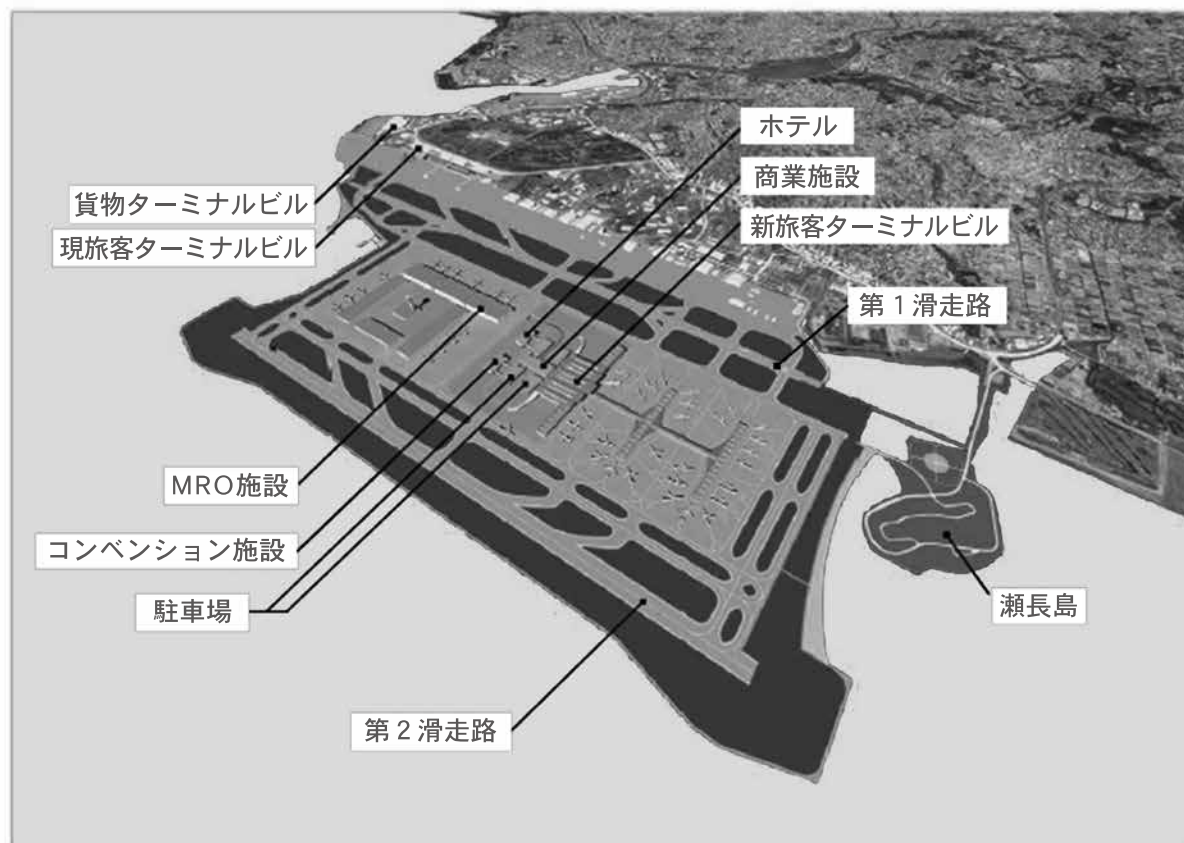 ホテル
商業施設
新旅客ターミナルビル
貨物ターミナルビル
現旅客ターミナルビル
第1滑走路
MRO施設
コンベンション施設
駐車場
瀬長島
第2滑走路